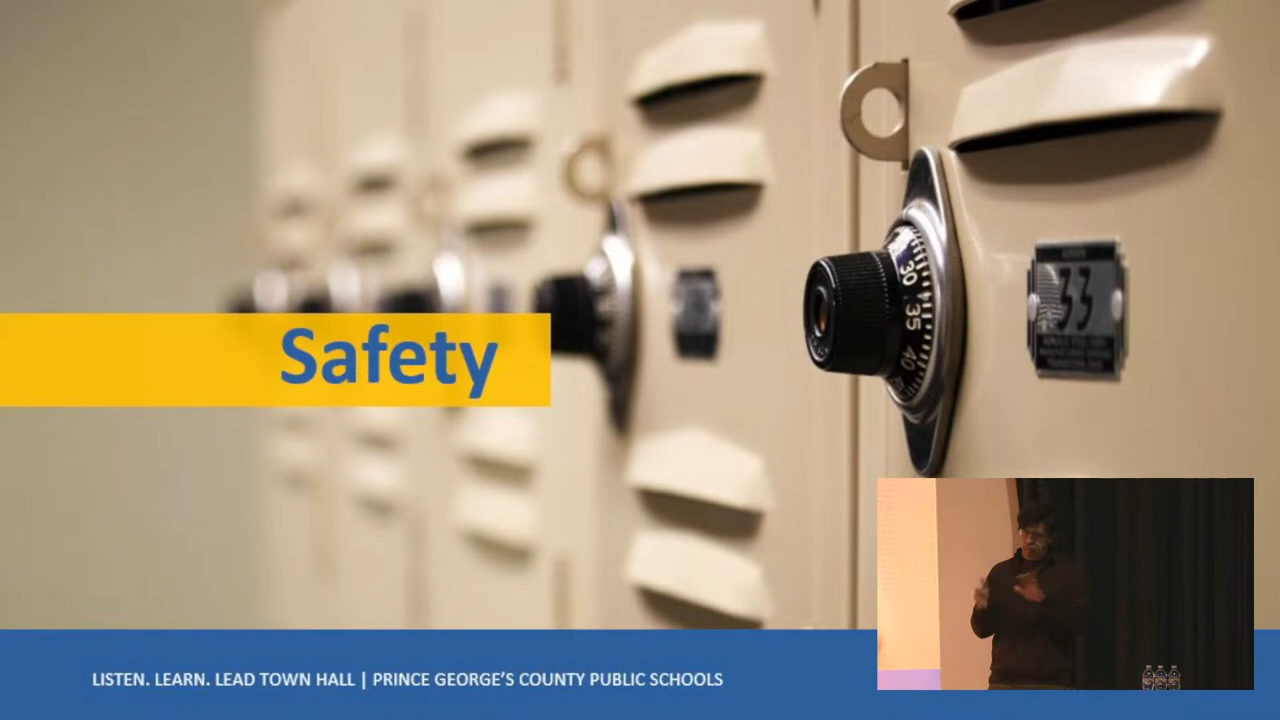 30
35
40
33
Safety
LISTEN. LEARN. LEAD TOWN HALL | PRINCE GEORGE'S COUNTY PUBLIC SCHOOLS